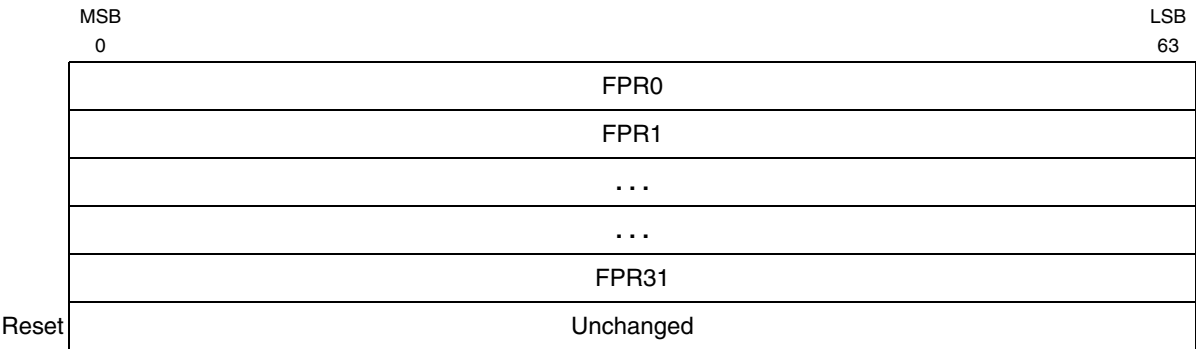 MSB LSB
0 63
FPR0
FPR1
. . .
. . .
FPR31
Reset Unchanged